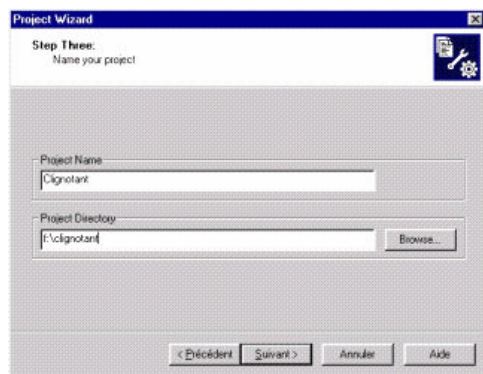 Project Wizard
Step Three:
Name your project
Project Name
Clignotant
Project Directory
f:\clignotant
Browse...
< Précédent
Suivant >
Annuler
Aide